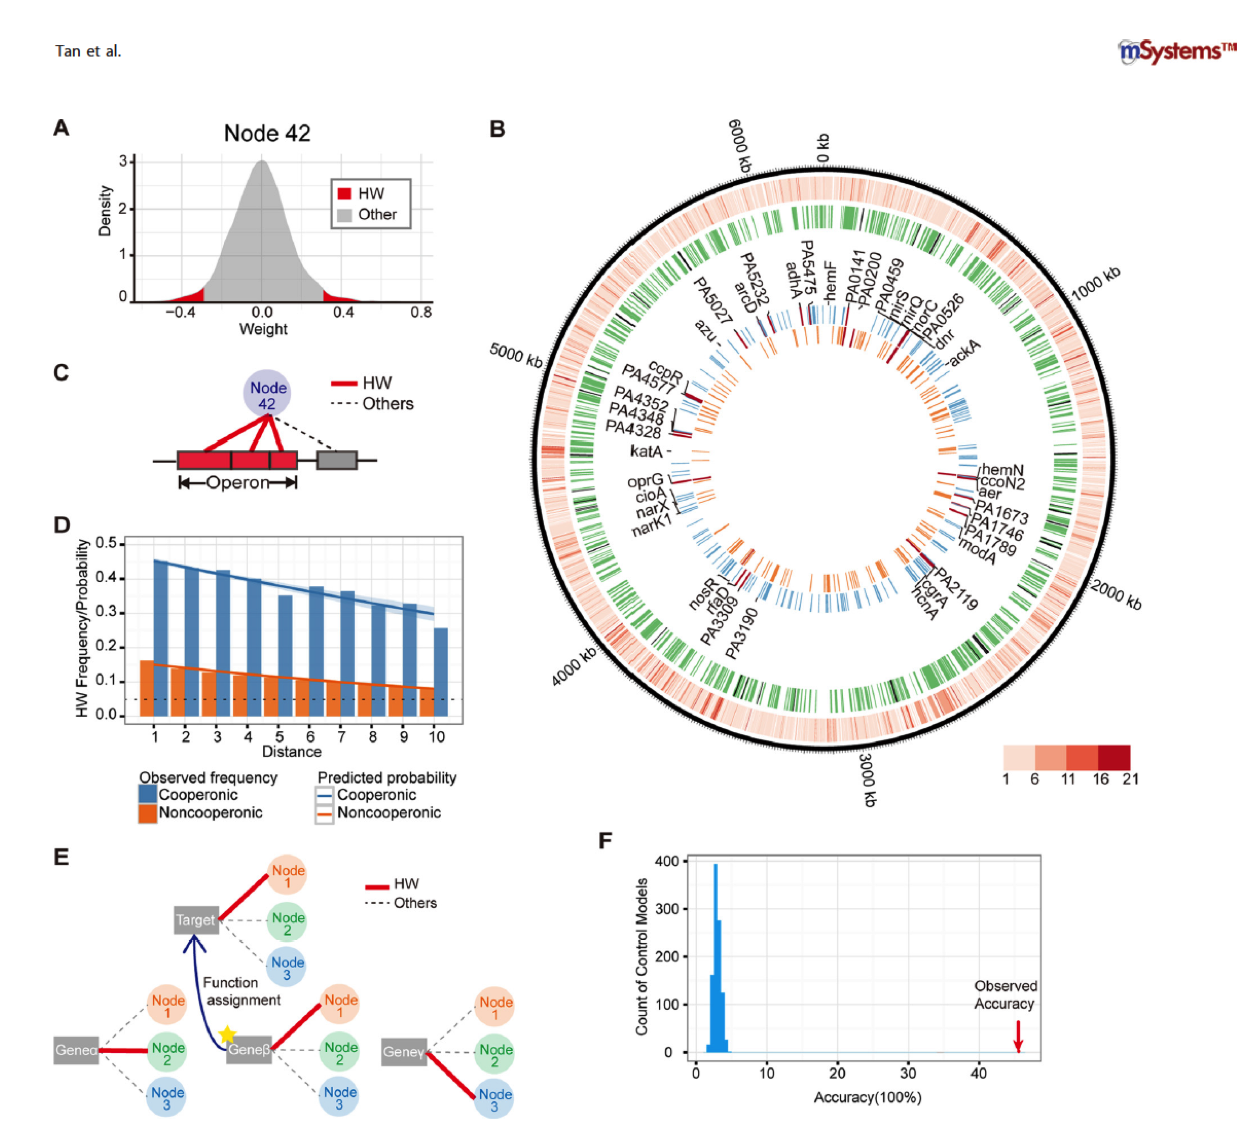 Tan et al.
mSystems™
A
Node 42
Density
3
2
1
0
HW
Other
−0.4
0.0
0.4
0.8
Weight
B
0 kb
1000 kb
2000 kb
3000 kb
4000 kb
5000 kb
6000 kb
PA5475
adhA
hemF
PA0141
PA0200
PA0459
nirS
nirQ
norC
PA0526
dnr
ackA
hemN
ccoN2
aer
PA1673
PA1746
PA1789
modA
PA2119
cgrA
hcnA
PA3190
PA3309
rfaD
nosR
narK1
narX
cioA
oprG
katA
PA4328
PA4348
PA4352
PA4577
ccpR
azu
PA5027
arcD
PA5232
1 6 11 16 21
C
Node
42
HW
Others
Operon
D
HW Frequency/Probability
0.5
0.4
0.3
0.2
0.1
0.0
1 2 3 4 5 6 7 8 9 10
Distance
Observed frequency
Cooperonic
Noncooperonic
Predicted probability
Cooperonic
Noncooperonic
E
Target
Node
1
Node
2
Node
3
HW
Others
Function
assignment
Geneα
Node
1
Node
2
Node
3
Geneβ
Node
1
Node
2
Node
3
Geneγ
Node
1
Node
2
Node
3
F
Count of Control Models
400
300
200
100
0
Observed
Accuracy
0 10 20 30 40
Accuracy(100%)